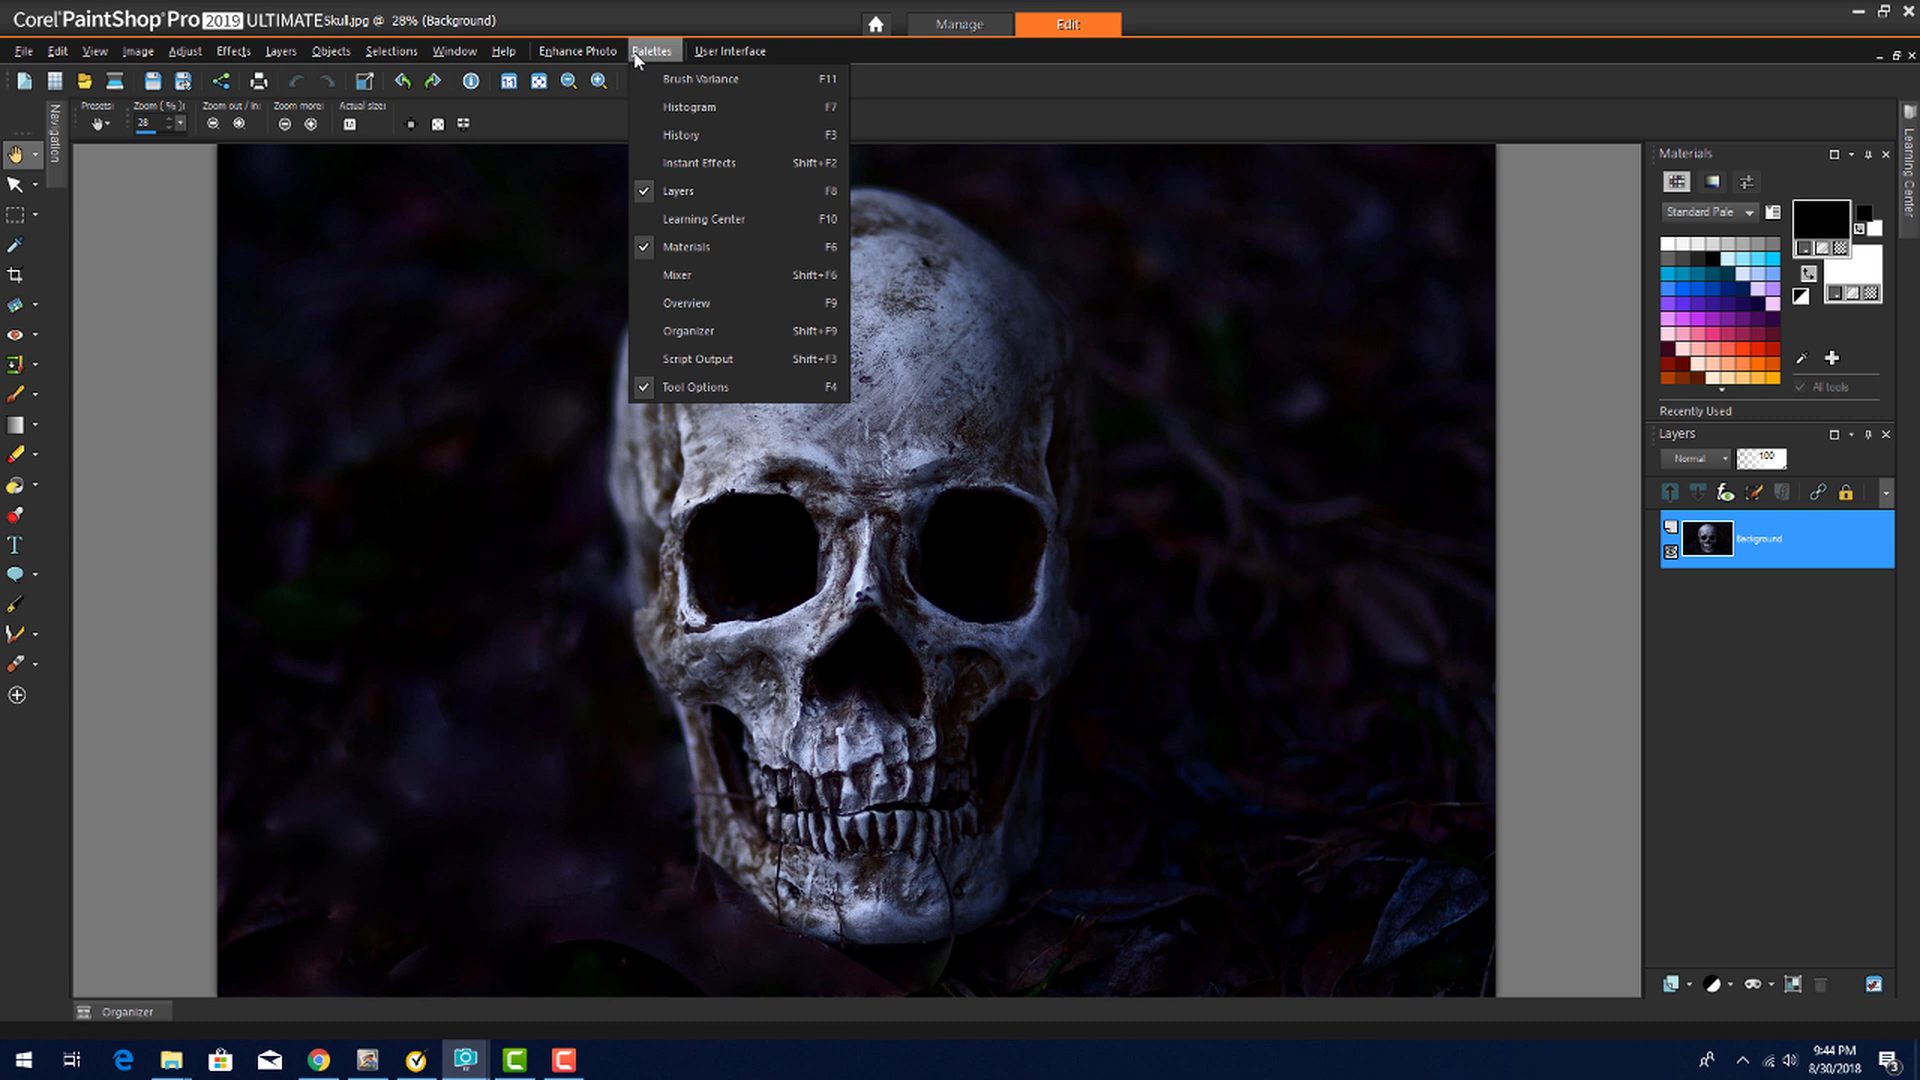 Corel PaintShop Pro 2019 ULTIMATE Skull.jpg @ 28% (Background)
Manage
Edit
File Edit View Image Adjust Effects Layers Objects Selections Window Help Enhance Photo Palettes User Interface
Presets: Zoom ( % ): Zoom out / in: Zoom more: Actual size:
28
Navigation
Brush Variance F11
Histogram F7
History F3
Instant Effects Shift+F2
Layers F8
Learning Center F10
Materials F6
Mixer Shift+F6
Overview F9
Organizer Shift+F9
Script Output Shift+F3
Tool Options F4
Materials
Standard Pale
All tools
Recently Used
Layers
Normal 100
Background
Learning Center
Organizer
9:44 PM
8/30/2018
3